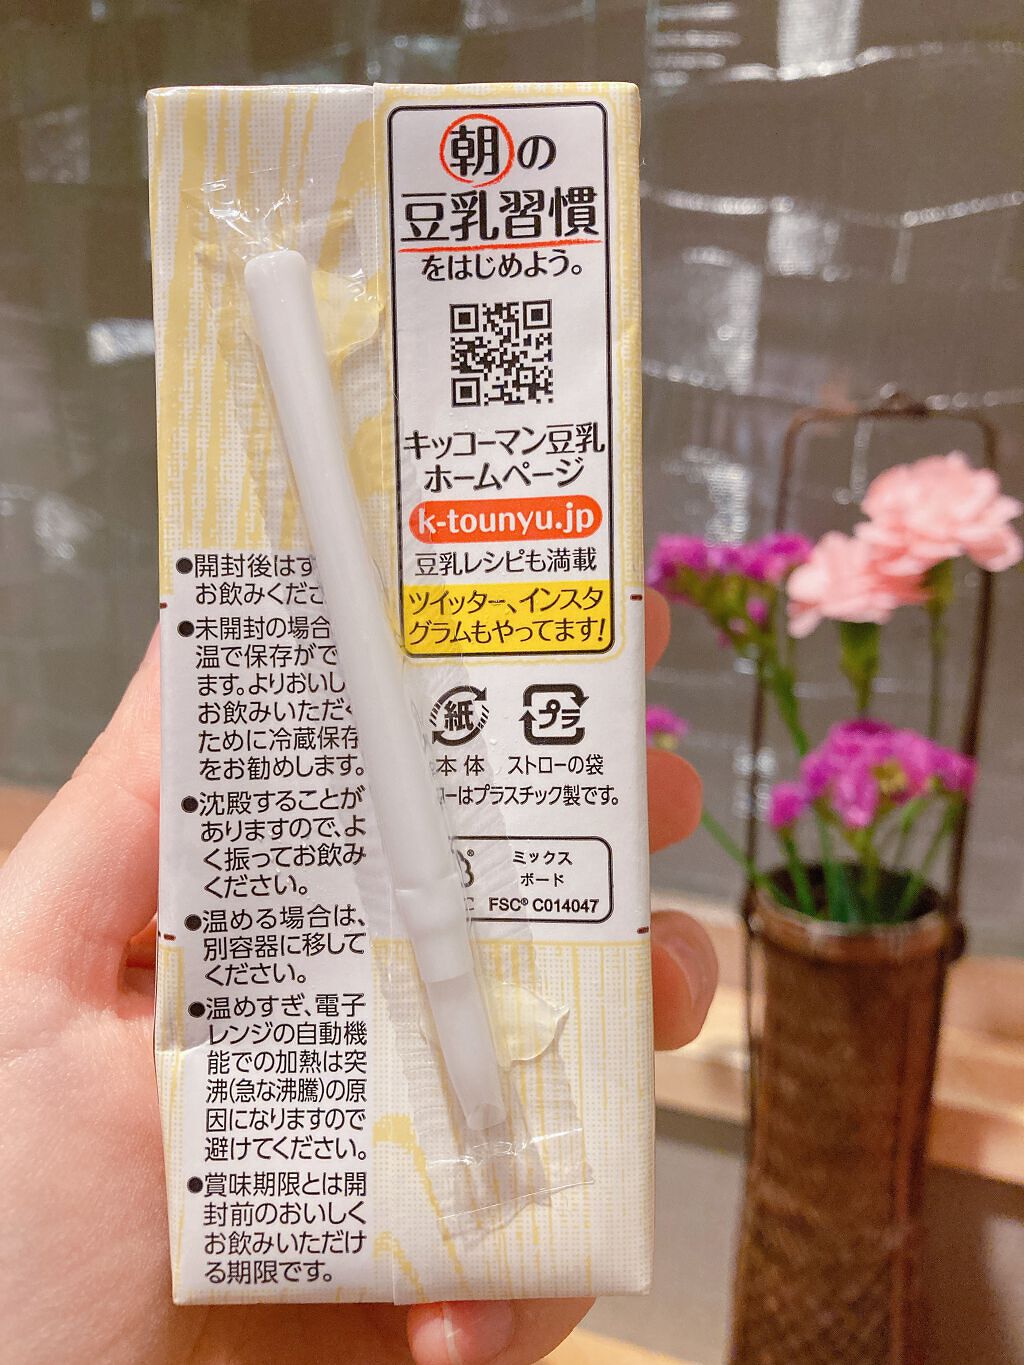 朝の
豆乳習慣
をはじめよう。
キッコーマン豆乳
ホームページ
k-tounyu.jp
豆乳レシピも満載
ツイッター、インスタ
グラムもやってます!
●開封後はす
お飲みくださ
●未開封の場合
温で保存がで
ます。よりおいし
お飲みいただく
ために冷蔵保存
をお勧めします。
●沈殿することが
ありますので、よ
く振ってお飲み
ください。
●温める場合は、
別容器に移して
ください。
●温めすぎ、電子
レンジの自動機
能での加熱は突
沸(急な沸騰)の原
因になりますので
避けてください。
●賞味期限とは開
封前のおいしく
お飲みいただけ
る期限です。
紙 プラ
本体 ストローの袋
ーはプラスチック製です。
ミックス
ボード
FSC® C014047